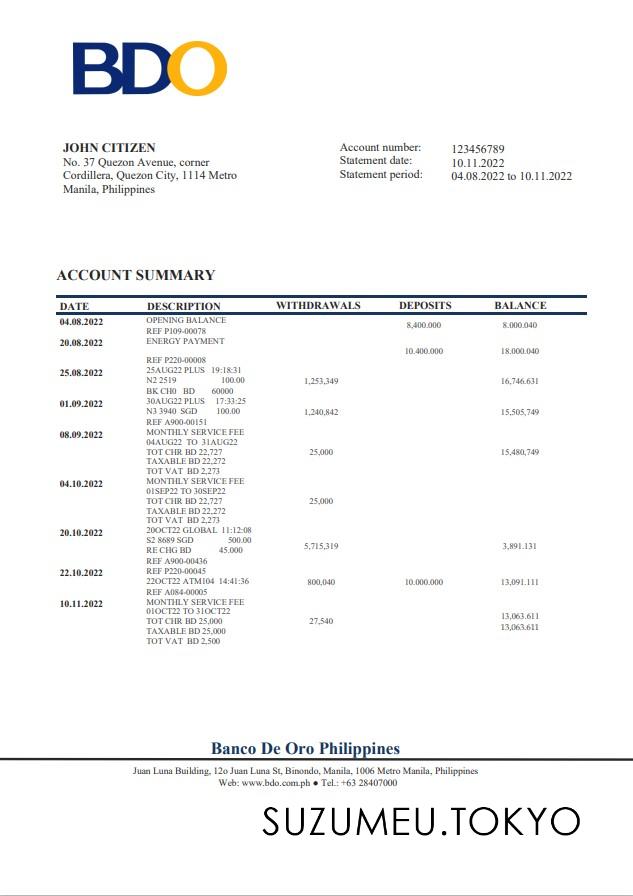 BDO
JOHN CITIZEN
No. 37 Quezon Avenue, corner
Cordillera, Quezon City, 1114 Metro
Manila, Philippines
Account number: 123456789
Statement date: 10.11.2022
Statement period: 04.08.2022 to 10.11.2022
ACCOUNT SUMMARY
DATE DESCRIPTION WITHDRAWALS DEPOSITS BALANCE
04.08.2022 OPENING BALANCE
8,400.000 8.000.040
REF P109-00078
20.08.2022 ENERGY PAYMENT
10.400.000 18.000.040
REF P220-00008
25.08.2022 25AUG22 PLUS 19:18:31
N2 2519 100.00 1,253,349 16,746.631
BK CH0 BD 60000
01.09.2022 30AUG22 PLUS 17:33:25
N3 3940 SGD 100.00 1,240,842 15,505,749
REF A900-00151
08.09.2022 MONTHLY SERVICE FEE
04AUG22 TO 31AUG22
TOT CHR BD 22,727 25,000 15,480,749
TAXABLE BD 22,272
TOT VAT BD 2,273
04.10.2022 MONTHLY SERVICE FEE
01SEP22 TO 30SEP22
TOT CHR BD 22,727 25,000
TAXABLE BD 22,272
TOT VAT BD 2,273
20.10.2022 20OCT22 GLOBAL 11:12:08
S2 8689 SGD 500.00
RE CHG BD 45.000 5,715,319 3,891.131
REF A900-00436
22.10.2022 REF P220-00045
22OCT22 ATM104 14:41:36 800,040 10.000.000 13,091.111
REF A084-00005
10.11.2022 MONTHLY SERVICE FEE
01OCT22 TO 31OCT22
13,063.611
TOT CHR BD 25,000 27,540
13,063.611
TAXABLE BD 25,000
TOT VAT BD 2,500
Banco De Oro Philippines
Juan Luna Building, 12o Juan Luna St, Binondo, Manila, 1006 Metro Manila, Philippines
Web: www.bdo.com.ph ● Tel.: +63 28407000
SUZUMEU.TOKYO